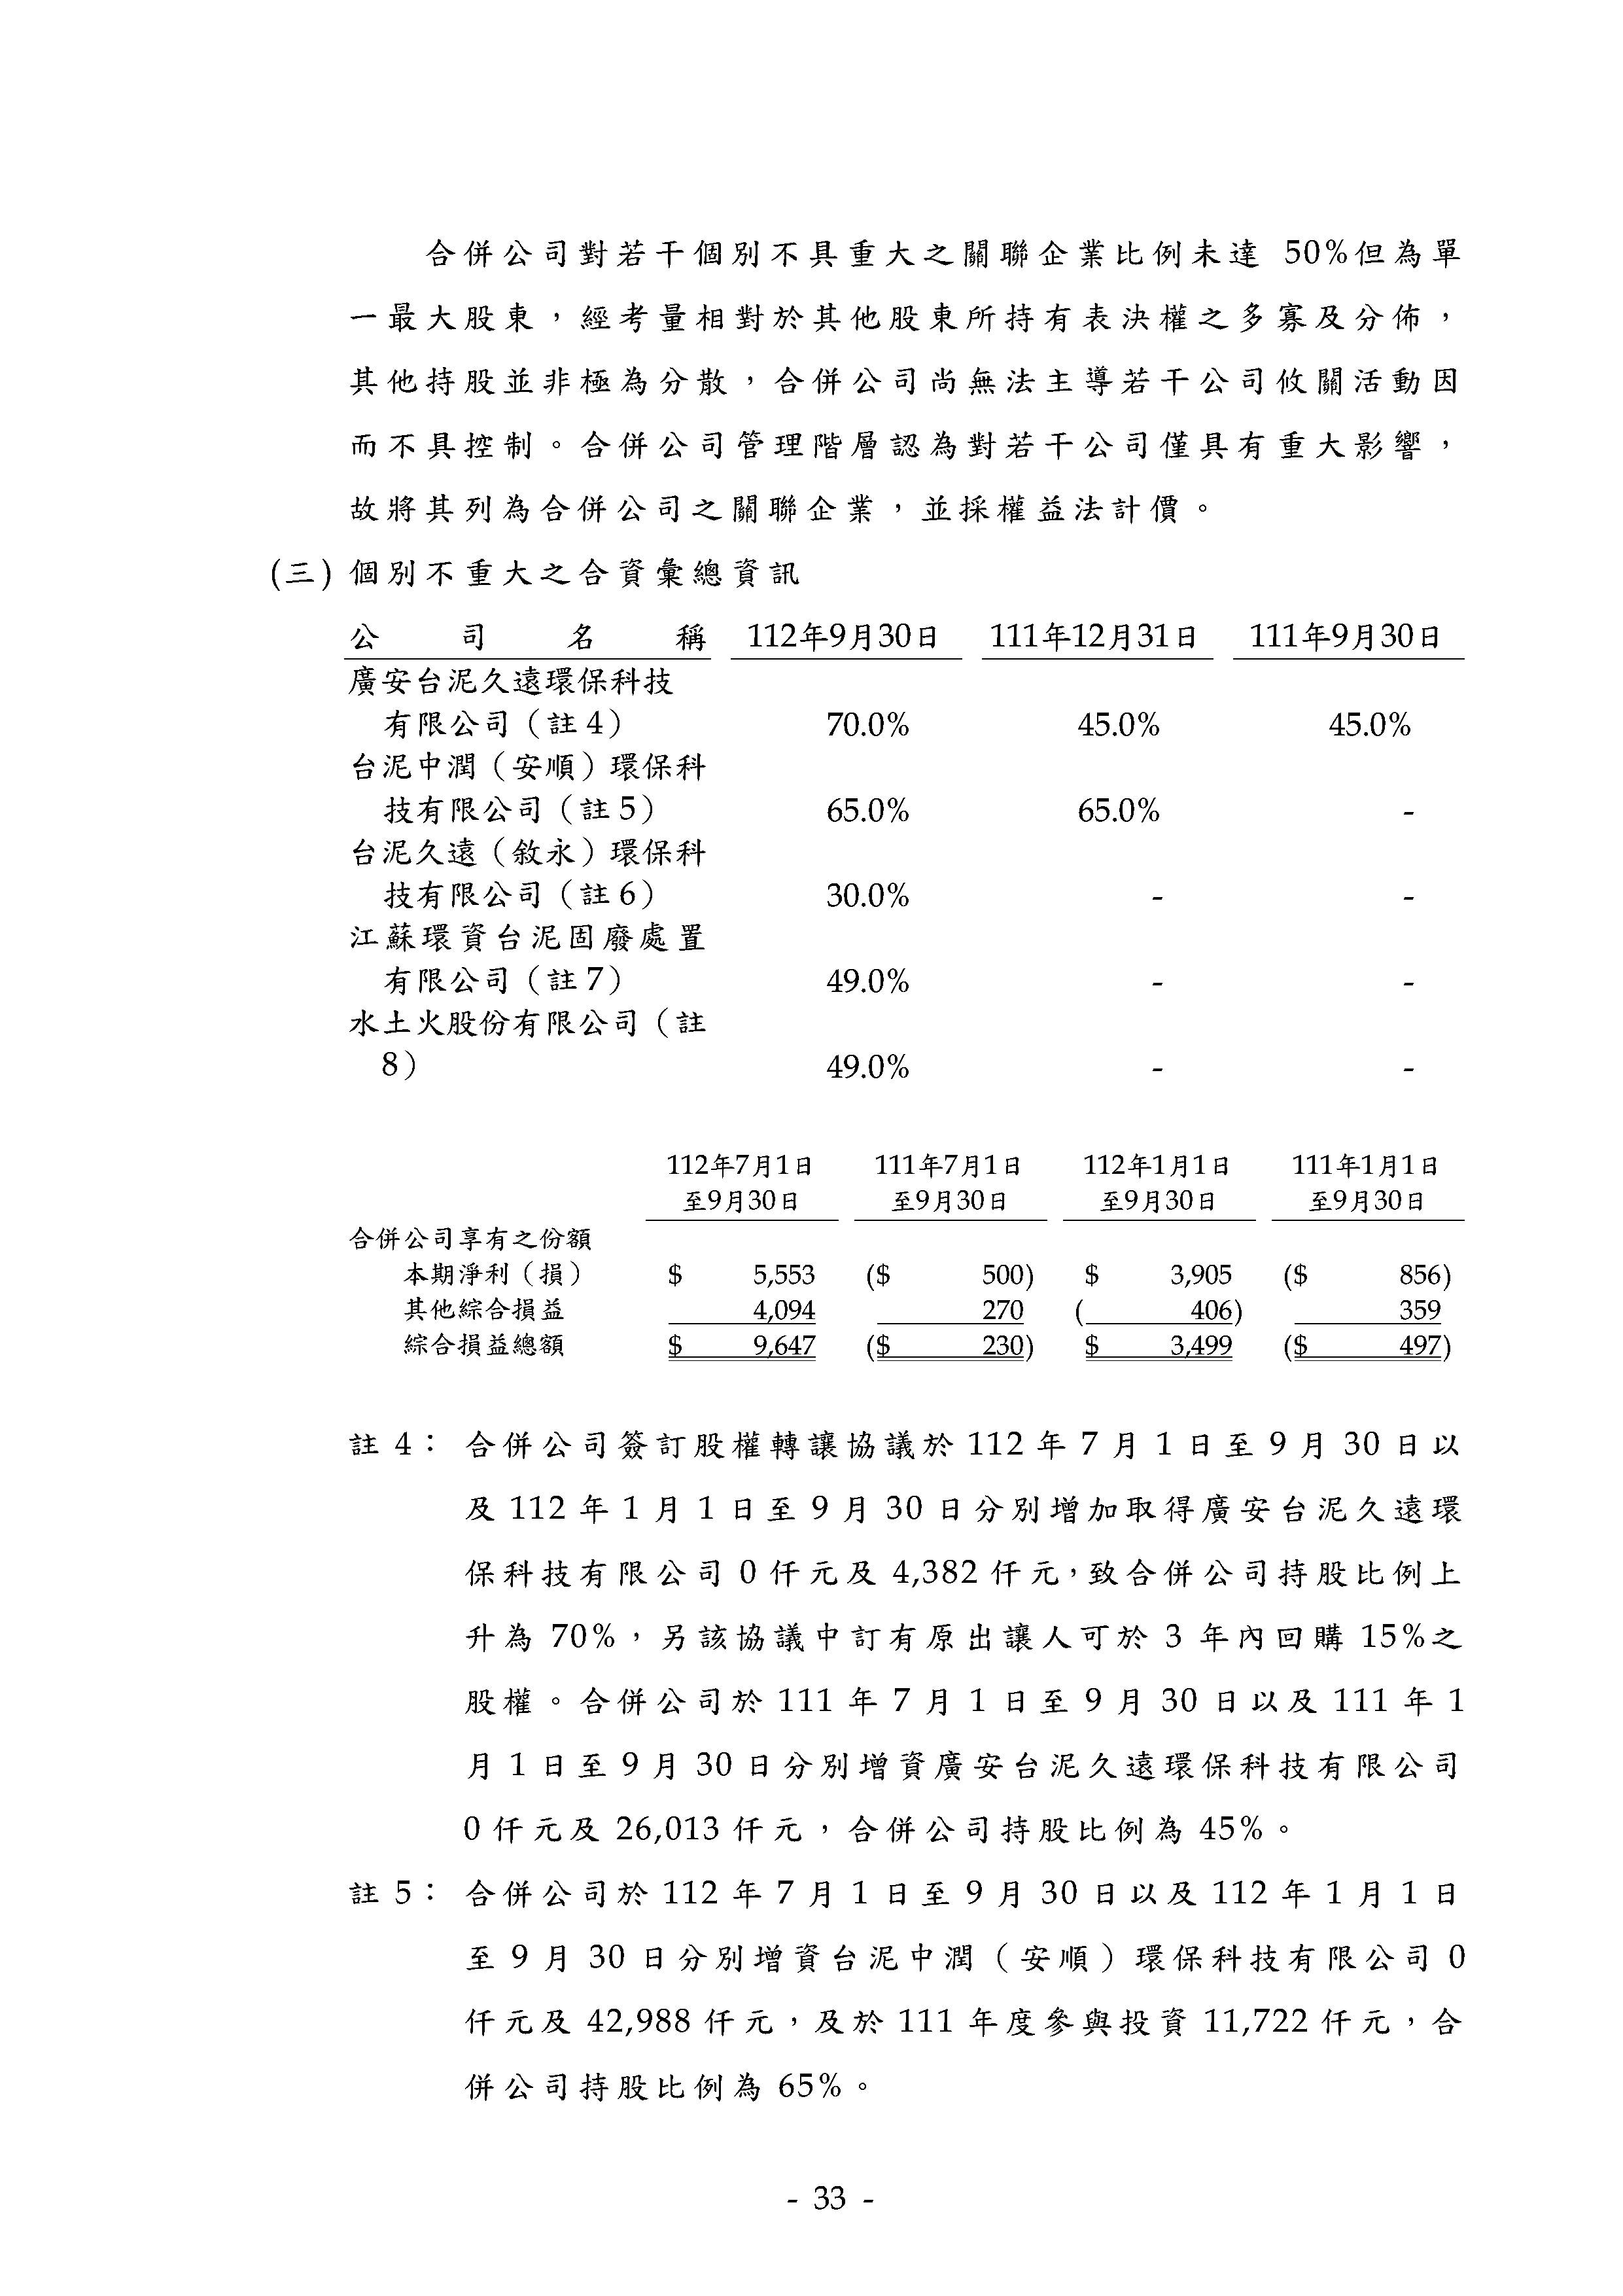 合併公司對若干個別不具重大之關聯企業比例未達 50%但為單
一最大股東，經考量相對於其他股東所持有表決權之多寡及分佈，
其他持股並非極為分散，合併公司尚無法主導若干公司攸關活動因
而不具控制。合併公司管理階層認為對若干公司僅具有重大影響，
故將其列為合併公司之關聯企業，並採權益法計價。
(三) 個別不重大之合資彙總資訊
公司名稱 112年9月30日 111年12月31日 111年9月30日
廣安台泥久遠環保科技
有限公司（註4） 70.0% 45.0% 45.0%
台泥中潤（安順）環保科
技有限公司（註5） 65.0% 65.0% -
台泥久遠（敘永）環保科
技有限公司（註6） 30.0% - -
江蘇環資台泥固廢處置
有限公司（註7） 49.0% - -
水土火股份有限公司（註
8） 49.0% - -
112年7月1日 111年7月1日 112年1月1日 111年1月1日
至9月30日 至9月30日 至9月30日 至9月30日
合併公司享有之份額
本期淨利（損） $ 5,553 ($ 500) $ 3,905 ($ 856)
其他綜合損益 4,094 270 ( 406) 359
綜合損益總額 $ 9,647 ($ 230) $ 3,499 ($ 497)
註 4： 合併公司簽訂股權轉讓協議於 112 年 7 月 1 日至 9 月 30 日以
及 112 年 1 月 1 日至 9 月 30 日分別增加取得廣安台泥久遠環
保科技有限公司 0 仟元及 4,382 仟元，致合併公司持股比例上
升為 70%，另該協議中訂有原出讓人可於 3 年內回購 15%之
股權。合併公司於 111 年 7 月 1 日至 9 月 30 日以及 111 年 1
月 1 日至 9 月 30 日分別增資廣安台泥久遠環保科技有限公司
0 仟元及 26,013 仟元，合併公司持股比例為 45%。
註 5： 合併公司於 112 年 7 月 1 日至 9 月 30 日以及 112 年 1 月 1 日
至 9 月 30 日分別增資台泥中潤（安順）環保科技有限公司 0
仟元及 42,988 仟元，及於 111 年度參與投資 11,722 仟元，合
併公司持股比例為 65%。
- 33 -